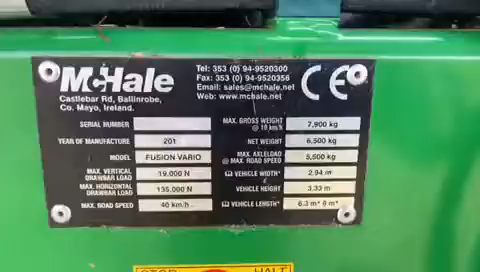 McHale
Castlebar Rd, Ballinrobe,
Co. Mayo, Ireland.
Tel: 353 (0) 94-9520300
Fax: 353 (0) 94-9520356
Email: sales@mchale.net
Web: www.mchale.net
CE
SERIAL NUMBER
YEAR OF MANUFACTURE 201
MODEL FUSION VARIO
MAX. VERTICAL
DRAWBAR LOAD 19.000 N
MAX. HORIZONTAL
DRAWBAR LOAD 135.000 N
MAX. ROAD SPEED 40 km/h
MAX. GROSS WEIGHT
@ 10 km/h 7,900 kg
NET WEIGHT 6,500 kg
MAX. AXLELOAD
@ MAX. ROAD SPEED 5,500 kg
VEHICLE WIDTH* 2.94 m
VEHICLE HEIGHT 3.33 m
VEHICLE LENGTH* 6.3 m* 8 m*
STOP HALT